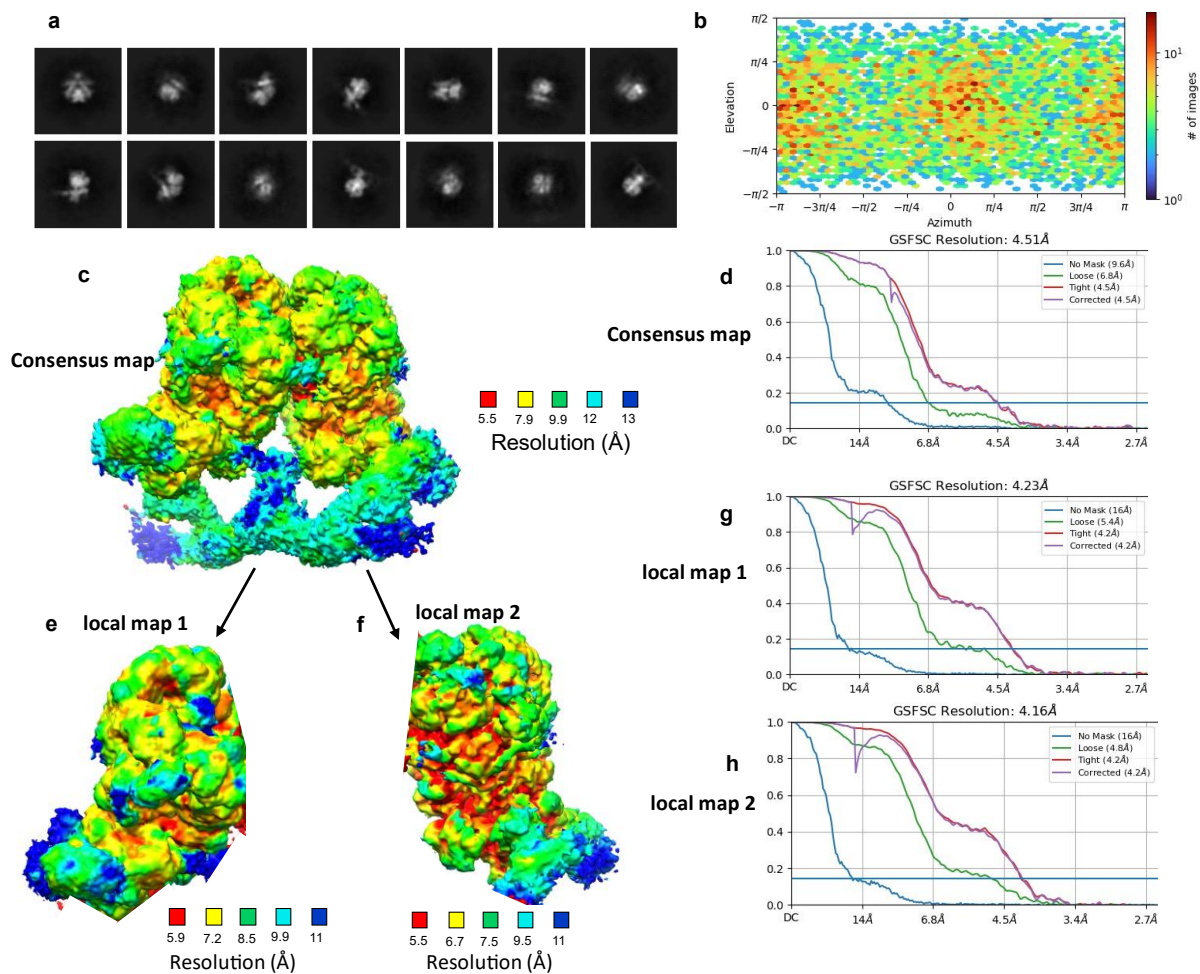 a
b
π/2
π/4
0
−π/4
−π/2
Elevation
−π −3π/4 −π/2 −π/4 0 π/4 π/2 3π/4 π
Azimuth
10¹
10⁰
# of images
c
Consensus map
5.5 7.9 9.9 12 13
Resolution (Å)
d
Consensus map
GSFSC Resolution: 4.51Å
No Mask (9.6Å)
Loose (6.8Å)
Tight (4.5Å)
Corrected (4.5Å)
1.0
0.8
0.6
0.4
0.2
0.0
DC 14Å 6.8Å 4.5Å 3.4Å 2.7Å
e
local map 1
5.9 7.2 8.5 9.9 11
Resolution (Å)
f
local map 2
5.5 6.7 7.5 9.5 11
Resolution (Å)
g
local map 1
GSFSC Resolution: 4.23Å
No Mask (16Å)
Loose (5.4Å)
Tight (4.2Å)
Corrected (4.2Å)
1.0
0.8
0.6
0.4
0.2
0.0
DC 14Å 6.8Å 4.5Å 3.4Å 2.7Å
h
local map 2
GSFSC Resolution: 4.16Å
No Mask (16Å)
Loose (4.8Å)
Tight (4.2Å)
Corrected (4.2Å)
1.0
0.8
0.6
0.4
0.2
0.0
DC 14Å 6.8Å 4.5Å 3.4Å 2.7Å